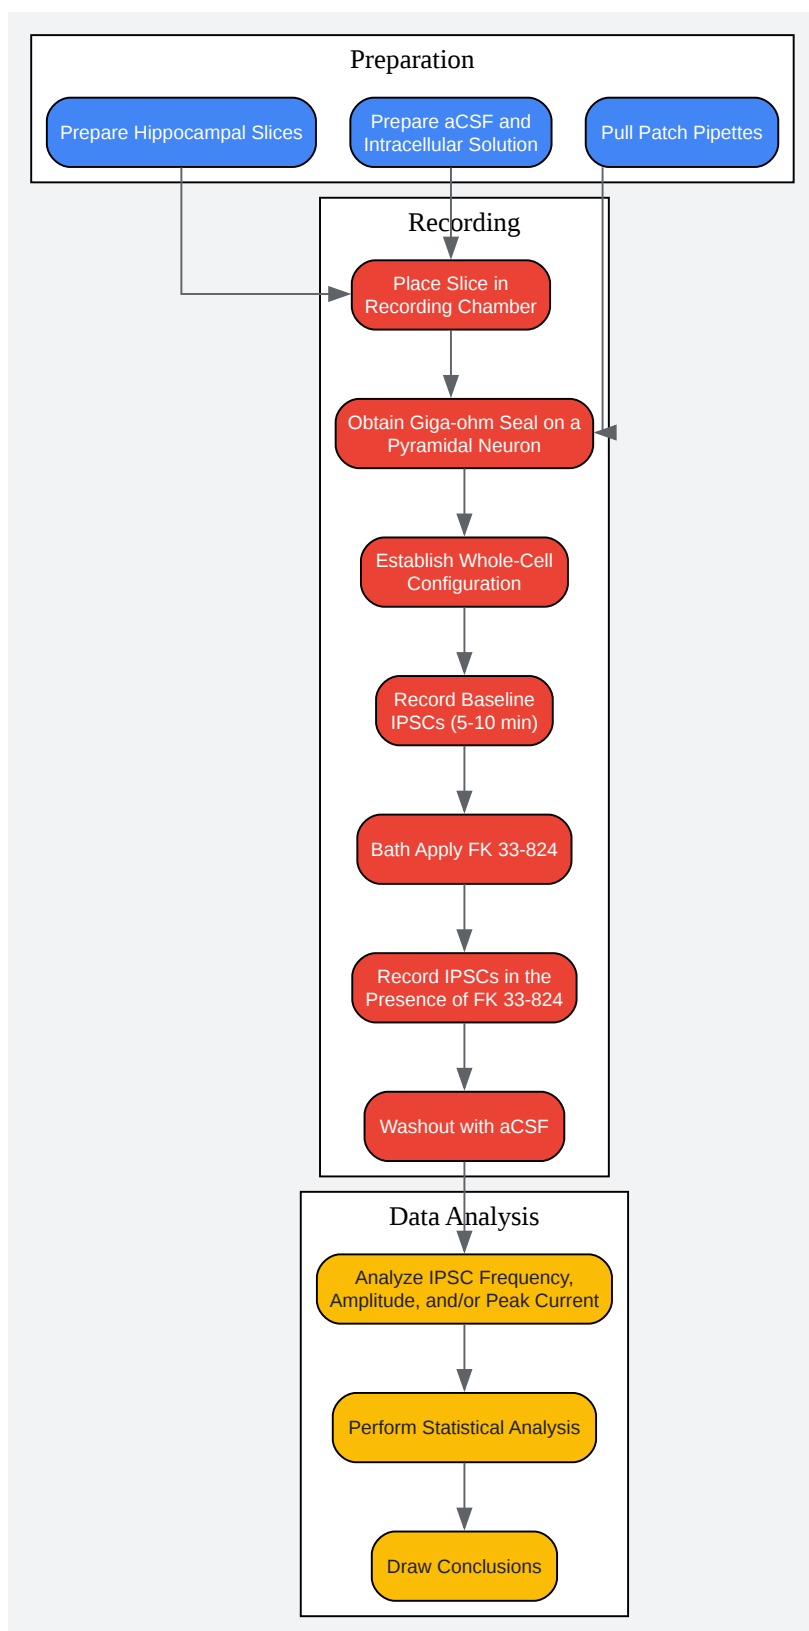 Preparation
Prepare Hippocampal Slices
Prepare aCSF and
Intracellular Solution
Pull Patch Pipettes
Recording
Place Slice in
Recording Chamber
Obtain Giga-ohm Seal on a
Pyramidal Neuron
Establish Whole-Cell
Configuration
Record Baseline
IPSCs (5-10 min)
Bath Apply FK 33-824
Record IPSCs in the
Presence of FK 33-824
Washout with aCSF
Data Analysis
Analyze IPSC Frequency,
Amplitude, and/or Peak Current
Perform Statistical Analysis
Draw Conclusions